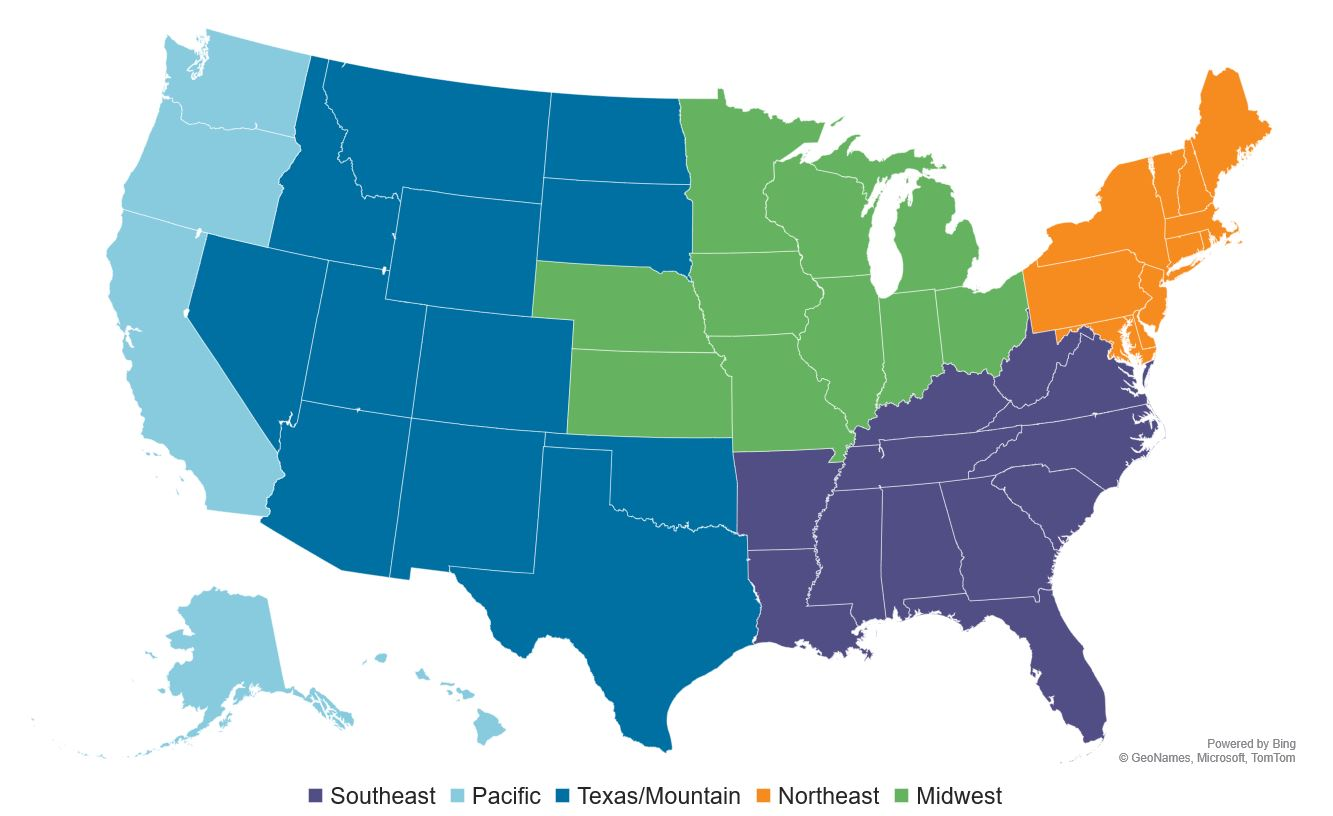 Powered by Bing
© GeoNames, Microsoft, TomTom
Southeast Pacific Texas/Mountain Northeast Midwest